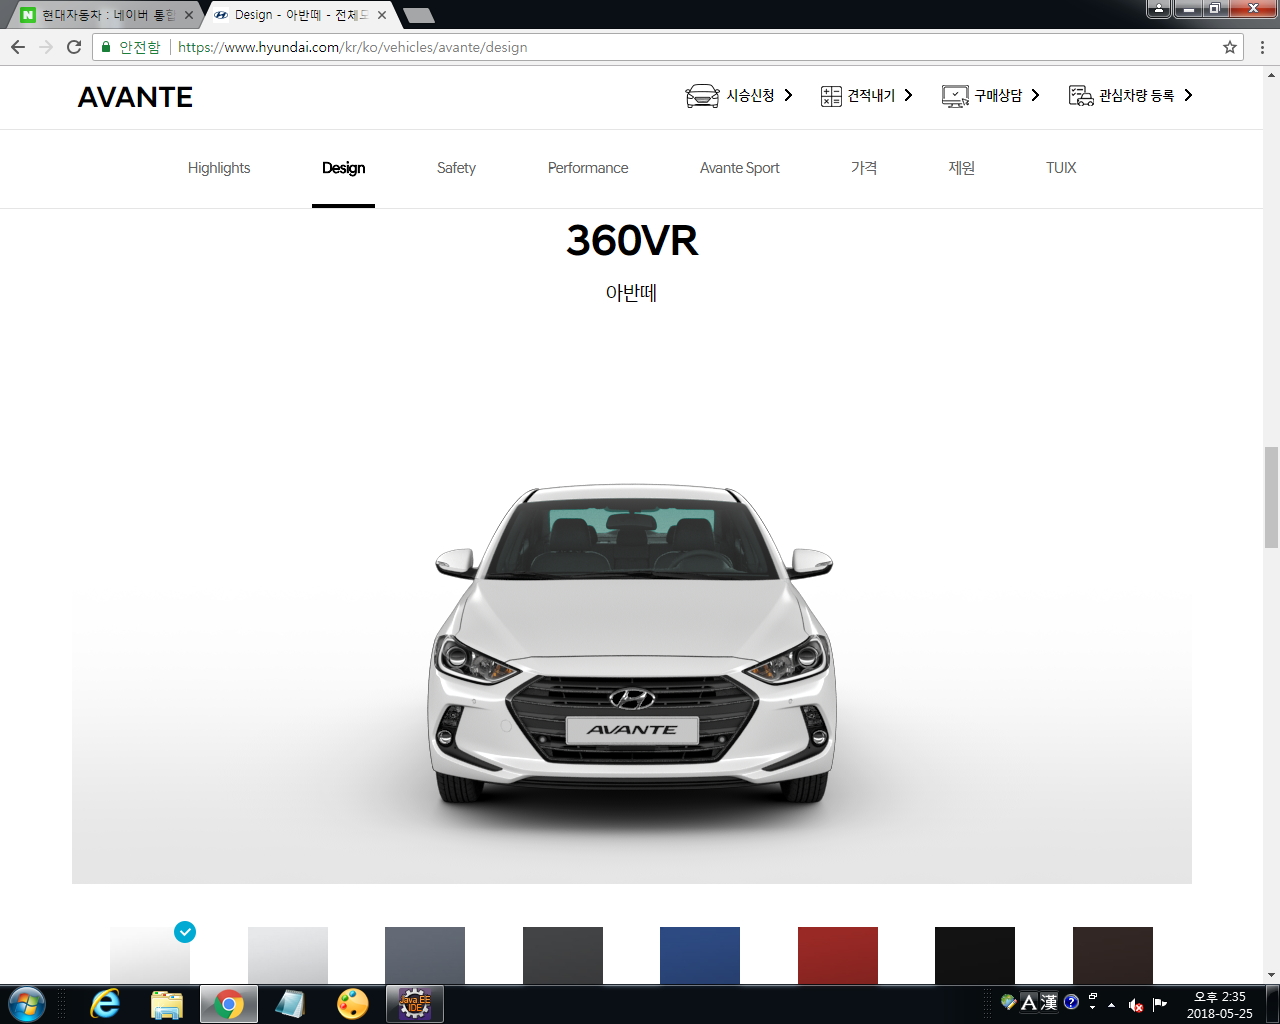 현대자동차 : 네이버 통합
Design - 아반떼 - 전체모
안전함
https://www.hyundai.com/kr/ko/vehicles/avante/design
AVANTE
시승신청
견적내기
구매상담
관심차량 등록
Highlights
Design
Safety
Performance
Avante Sport
가격
제원
TUIX
360VR
아반떼
AVANTE
Java EE
IDE
A 漢
오후 2:35
2018-05-25